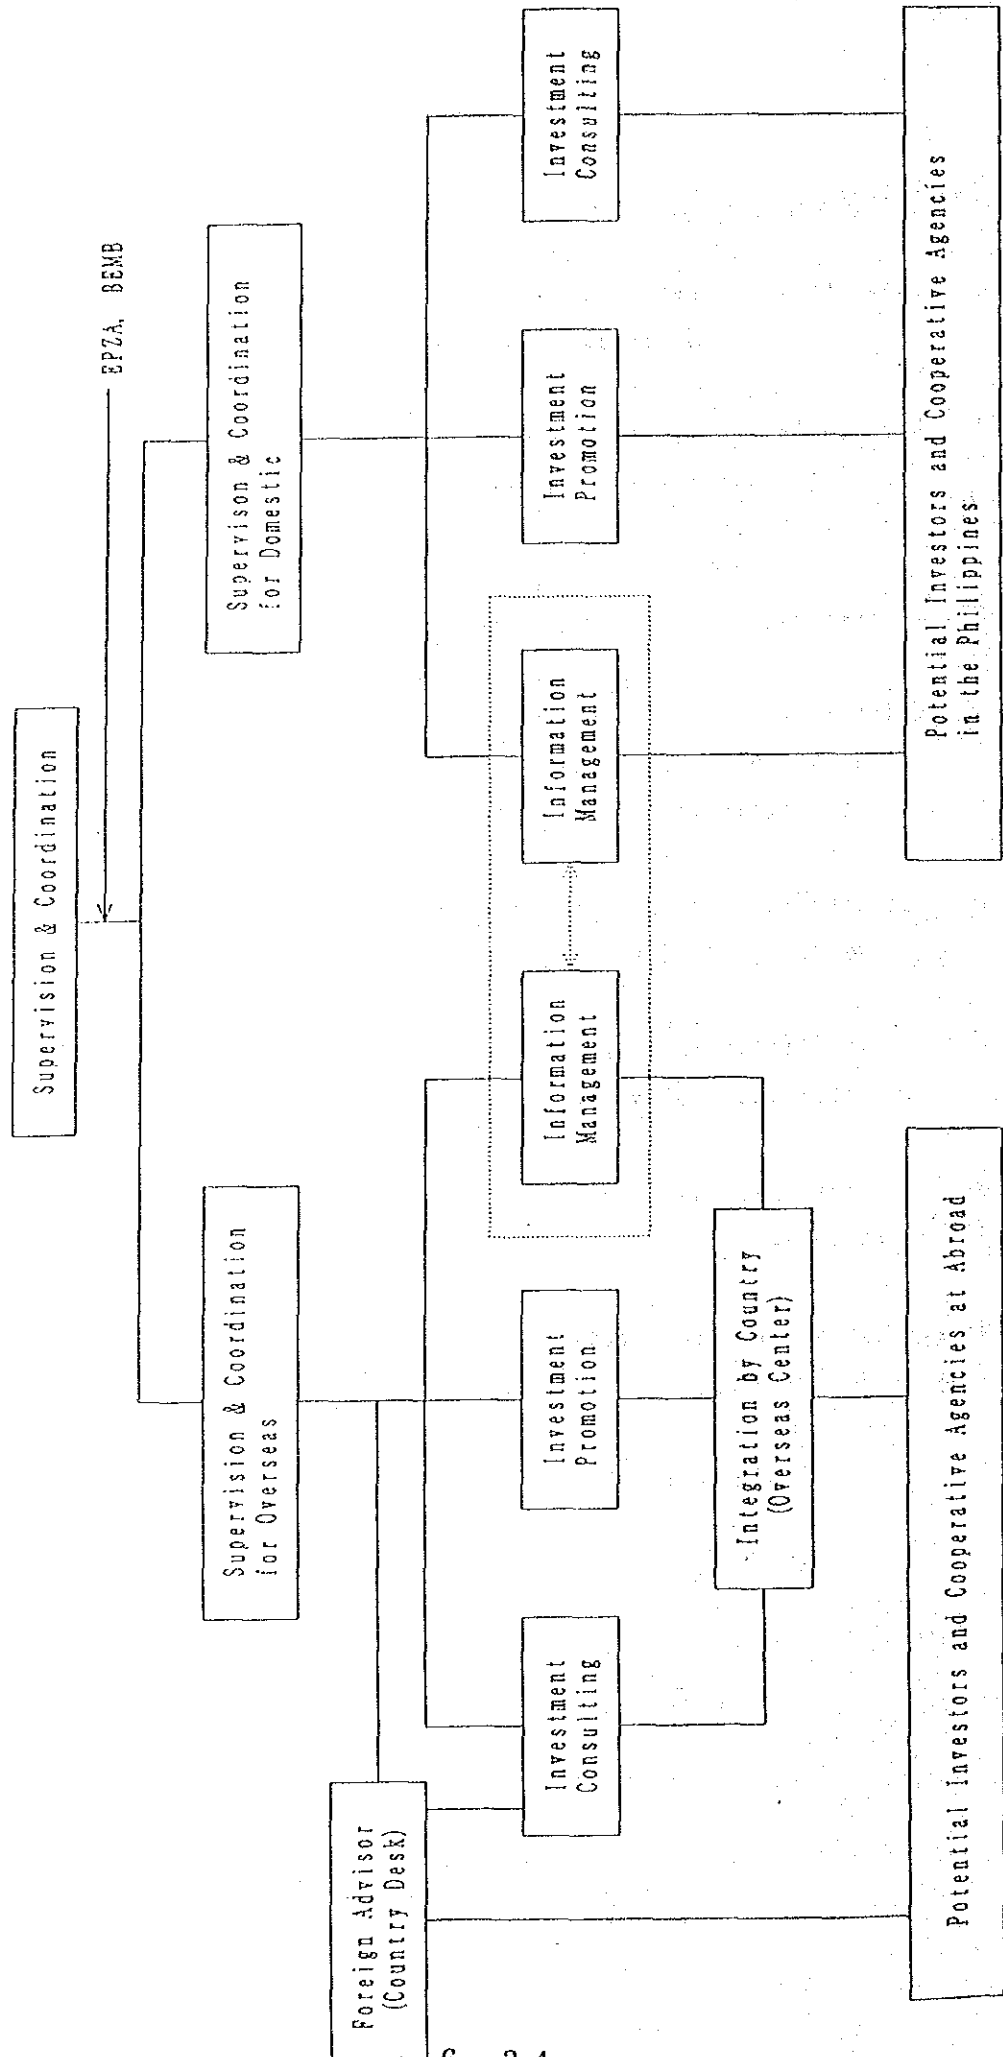 Supervision & Coordination
EPZA, BEMB
Supervision & Coordination
for Overseas
Supervison & Coordination
for Domestic
Foreign Advisor
(Country Desk)
Investment
Consulting
Investment
Promotion
Information
Management
Information
Management
Investment
Promotion
Investment
Consulting
Integration by Country
(Overseas Center)
Potential Investors and Cooperative Agencies at Abroad
Potential Investors and Cooperative Agencies
in the Philippines